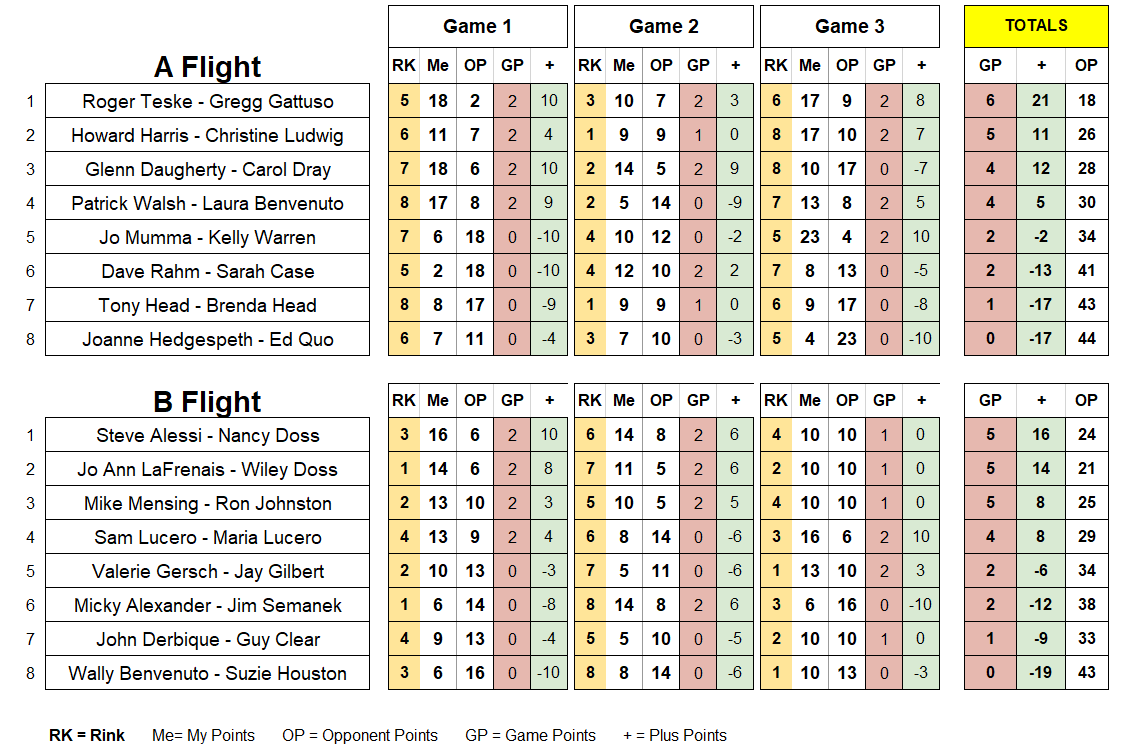 Game 1 Game 2 Game 3 TOTALS
A Flight RK Me OP GP + RK Me OP GP + RK Me OP GP + GP + OP
1 Roger Teske - Gregg Gattuso 5 18 2 2 10 3 10 7 2 3 6 17 9 2 8 6 21 18
2 Howard Harris - Christine Ludwig 6 11 7 2 4 1 9 9 1 0 8 17 10 2 7 5 11 26
3 Glenn Daugherty - Carol Dray 7 18 6 2 10 2 14 5 2 9 8 10 17 0 -7 4 12 28
4 Patrick Walsh - Laura Benvenuto 8 17 8 2 9 2 5 14 0 -9 7 13 8 2 5 4 5 30
5 Jo Mumma - Kelly Warren 7 6 18 0 -10 4 10 12 0 -2 5 23 4 2 10 2 -2 34
6 Dave Rahm - Sarah Case 5 2 18 0 -10 4 12 10 2 2 7 8 13 0 -5 2 -13 41
7 Tony Head - Brenda Head 8 8 17 0 -9 1 9 9 1 0 6 9 17 0 -8 1 -17 43
8 Joanne Hedgespeth - Ed Quo 6 7 11 0 -4 3 7 10 0 -3 5 4 23 0 -10 0 -17 44
B Flight RK Me OP GP + RK Me OP GP + RK Me OP GP + GP + OP
1 Steve Alessi - Nancy Doss 3 16 6 2 10 6 14 8 2 6 4 10 10 1 0 5 16 24
2 Jo Ann LaFrenais - Wiley Doss 1 14 6 2 8 7 11 5 2 6 2 10 10 1 0 5 14 21
3 Mike Mensing - Ron Johnston 2 13 10 2 3 5 10 5 2 5 4 10 10 1 0 5 8 25
4 Sam Lucero - Maria Lucero 4 13 9 2 4 6 8 14 0 -6 3 16 6 2 10 4 8 29
5 Valerie Gersch - Jay Gilbert 2 10 13 0 -3 7 5 11 0 -6 1 13 10 2 3 2 -6 34
6 Micky Alexander - Jim Semanek 1 6 14 0 -8 8 14 8 2 6 3 6 16 0 -10 2 -12 38
7 John Derbique - Guy Clear 4 9 13 0 -4 5 5 10 0 -5 2 10 10 1 0 1 -9 33
8 Wally Benvenuto - Suzie Houston 3 6 16 0 -10 8 8 14 0 -6 1 10 13 0 -3 0 -19 43
RK = Rink Me= My Points OP = Opponent Points GP = Game Points + = Plus Points